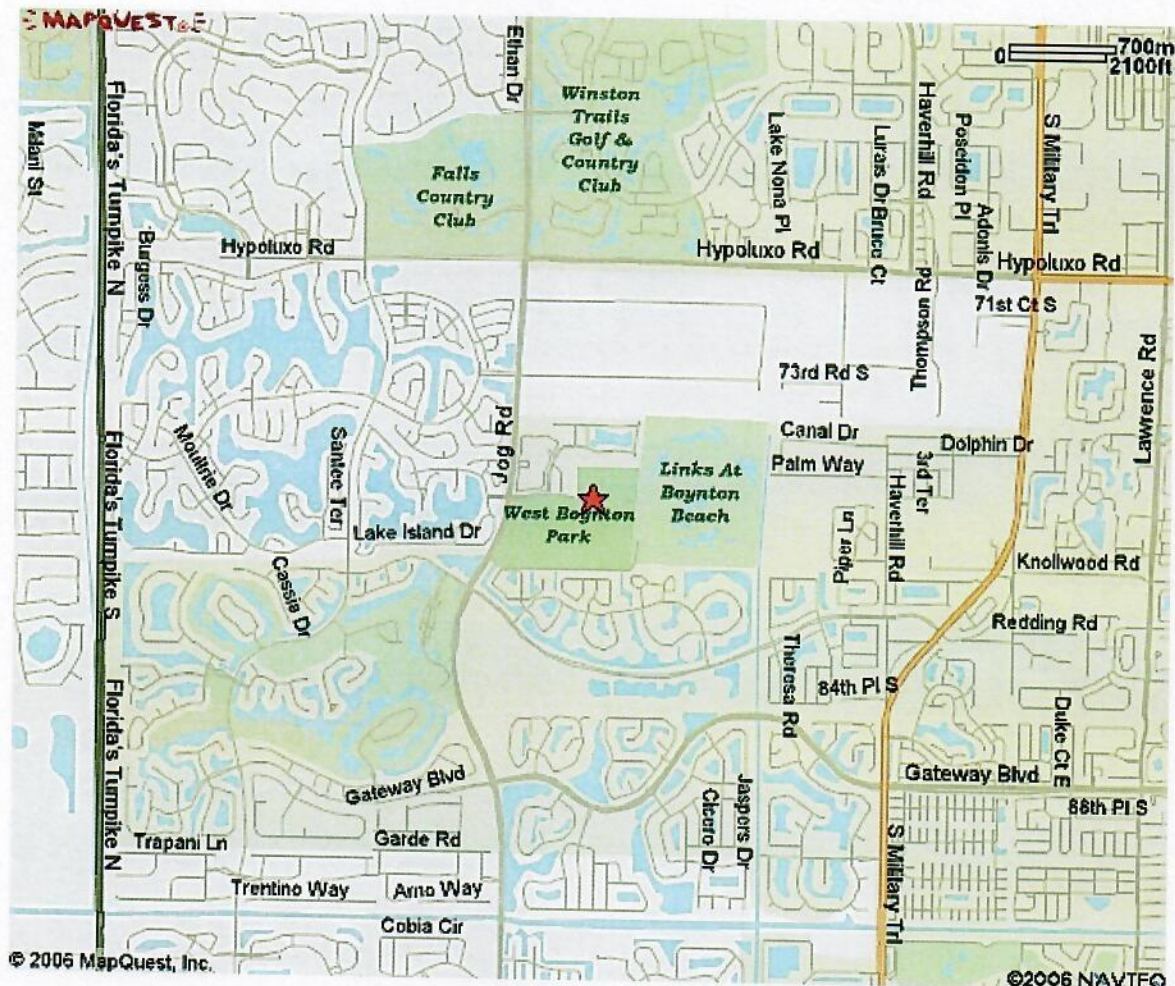 MAPQUEST
0 700m
2100ft
Ethan Dr
Winston
Trails
Golf &
Country
Club
Falls
Country
Club
Florida's Turnpike N
Milani St
Lake Nona Pl
Lurais Dr
Bruce Ct
Haverhill Rd
Poseidon Pl
Adonis Dr
S Military Trl
Burgess Dr
Hypoluxo Rd
Hypoluxo Rd
Hypoluxo Rd
71st Ct S
Thompson Rd
73rd Rd S
Lawrence Rd
Jog Rd
Florida's Turnpike S
Moultrie Dr
Santee Ter
Canal Dr
Dolphin Dr
Palm Way
3rd Ter
Haverhill Rd
Links At
Boynton
Beach
West Boynton
Park
Lake Island Dr
Piper Ln
Knollwood Rd
Cassia Dr
Redding Rd
Theresa Rd
84th Pl S
Florida's Turnpike N
Duke Ct E
Gateway Blvd
Gateway Blvd
88th Pl S
Jaspers Dr
Cicero Dr
Trapani Ln
Garde Rd
Trentino Way
Arno Way
S Military Trl
Cobia Cir
© 2006 MapQuest, Inc.
©2006 NAVTEQ